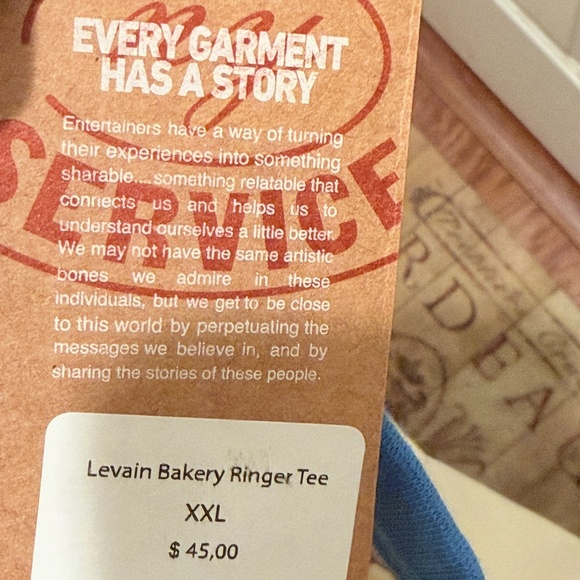 EVERY GARMENT
HAS A STORY
Entertainers have a way of turning
their experiences into something
sharable....something relatable that
connects us and helps us to
understand ourselves a little better.
We may not have the same artistic
bones we admire in these
individuals, but we get to be close
to this world by perpetuating the
messages we believe in, and by
sharing the stories of these people.
SERVICE
Levain Bakery Ringer Tee
XXL
$ 45,00
RDEA